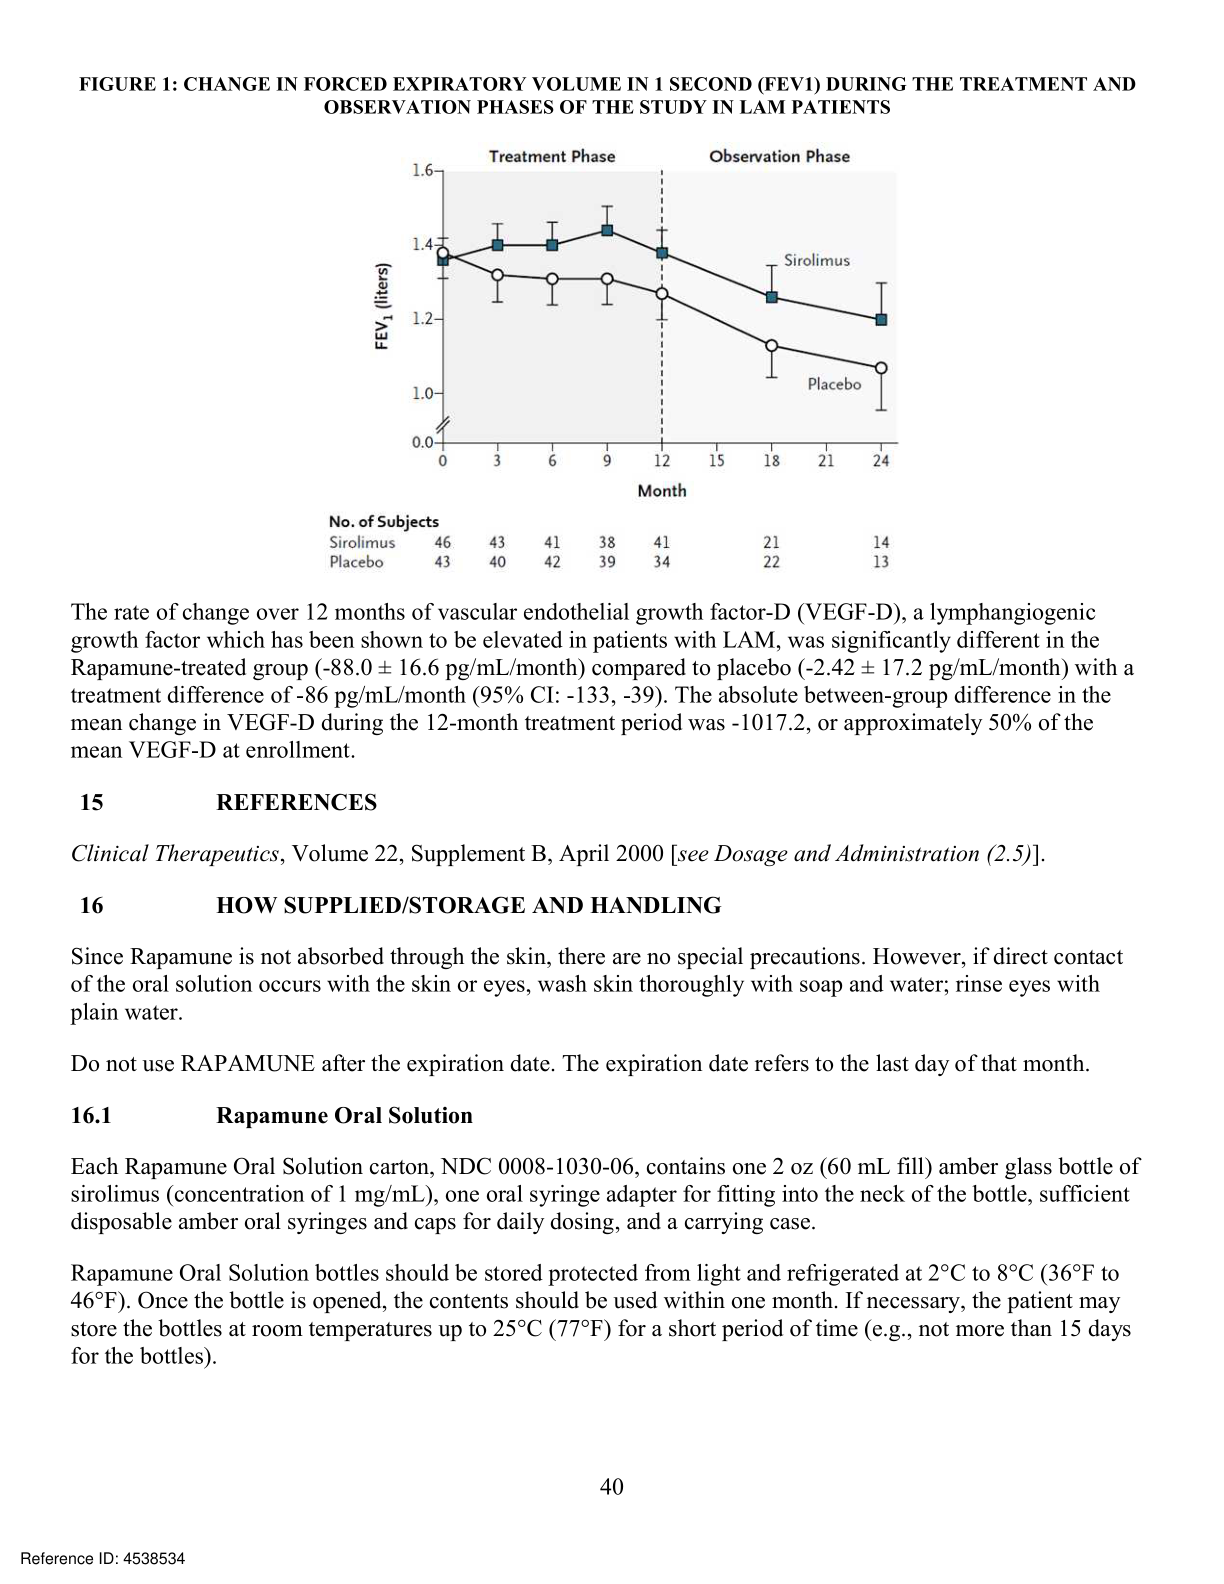 FIGURE 1: CHANGE IN FORCED EXPIRATORY VOLUME IN 1 SECOND (FEV1) DURING THE TREATMENT AND
OBSERVATION PHASES OF THE STUDY IN LAM PATIENTS
Treatment Phase Observation Phase
1.6
1.4
1.2
1.0
0.0
FEV1 (liters)
Sirolimus
Placebo
0 3 6 9 12 15 18 21 24
Month
No. of Subjects
Sirolimus 46 43 41 38 41 21 14
Placebo 43 40 42 39 34 22 13
The rate of change over 12 months of vascular endothelial growth factor-D (VEGF-D), a lymphangiogenic
growth factor which has been shown to be elevated in patients with LAM, was significantly different in the
Rapamune-treated group (-88.0 ± 16.6 pg/mL/month) compared to placebo (-2.42 ± 17.2 pg/mL/month) with a
treatment difference of -86 pg/mL/month (95% CI: -133, -39). The absolute between-group difference in the
mean change in VEGF-D during the 12-month treatment period was -1017.2, or approximately 50% of the
mean VEGF-D at enrollment.
15 REFERENCES
Clinical Therapeutics, Volume 22, Supplement B, April 2000 [see Dosage and Administration (2.5)].
16 HOW SUPPLIED/STORAGE AND HANDLING
Since Rapamune is not absorbed through the skin, there are no special precautions. However, if direct contact
of the oral solution occurs with the skin or eyes, wash skin thoroughly with soap and water; rinse eyes with
plain water.
Do not use RAPAMUNE after the expiration date. The expiration date refers to the last day of that month.
16.1 Rapamune Oral Solution
Each Rapamune Oral Solution carton, NDC 0008-1030-06, contains one 2 oz (60 mL fill) amber glass bottle of
sirolimus (concentration of 1 mg/mL), one oral syringe adapter for fitting into the neck of the bottle, sufficient
disposable amber oral syringes and caps for daily dosing, and a carrying case.
Rapamune Oral Solution bottles should be stored protected from light and refrigerated at 2°C to 8°C (36°F to
46°F). Once the bottle is opened, the contents should be used within one month. If necessary, the patient may
store the bottles at room temperatures up to 25°C (77°F) for a short period of time (e.g., not more than 15 days
for the bottles).
40
Reference ID: 4538534